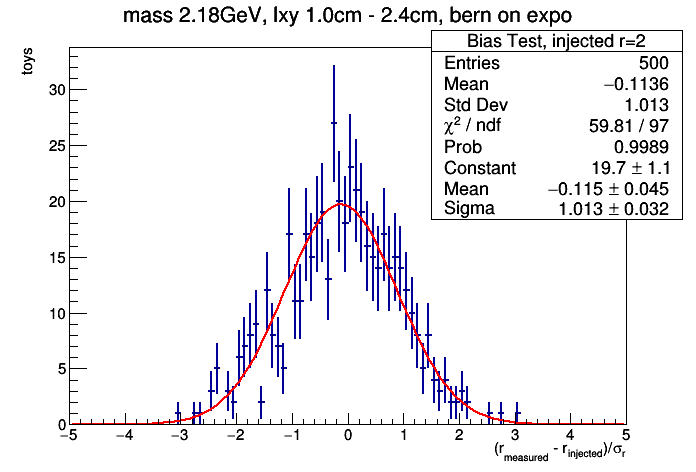 mass 2.18GeV, lxy 1.0cm - 2.4cm, bern on expo
toys
Bias Test, injected r=2
Entries 500
Mean −0.1136
Std Dev 1.013
χ² / ndf 59.81 / 97
Prob 0.9989
Constant 19.7 ± 1.1
Mean −0.115 ± 0.045
Sigma 1.013 ± 0.032
30
25
20
15
10
5
0
−5 −4 −3 −2 −1 0 1 2 3 4 5
(r_measured - r_injected)/σ_r